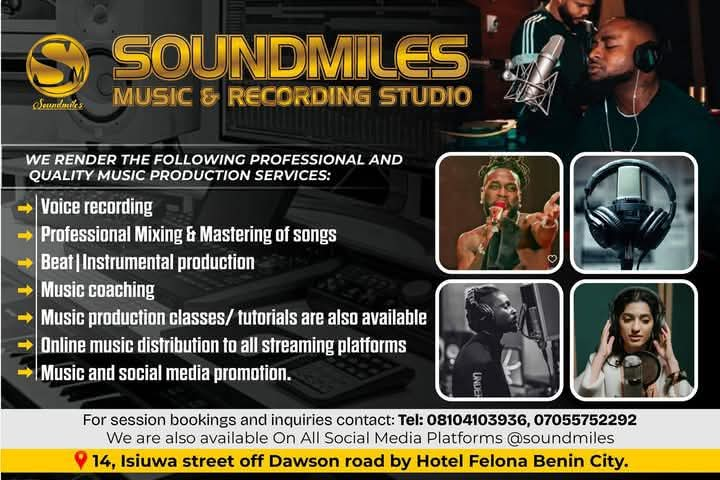 SM
Soundmiles
SOUNDMILES
MUSIC & RECORDING STUDIO
WE RENDER THE FOLLOWING PROFESSIONAL AND
QUALITY MUSIC PRODUCTION SERVICES:
Voice recording
Professional Mixing & Mastering of songs
Beat|Instrumental production
Music coaching
Music production classes/ tutorials are also available
Online music distribution to all streaming platforms
Music and social media promotion.
For session bookings and inquiries contact: Tel: 08104103936, 07055752292
We are also available On All Social Media Platforms @soundmiles
14, Isiuwa street off Dawson road by Hotel Felona Benin City.